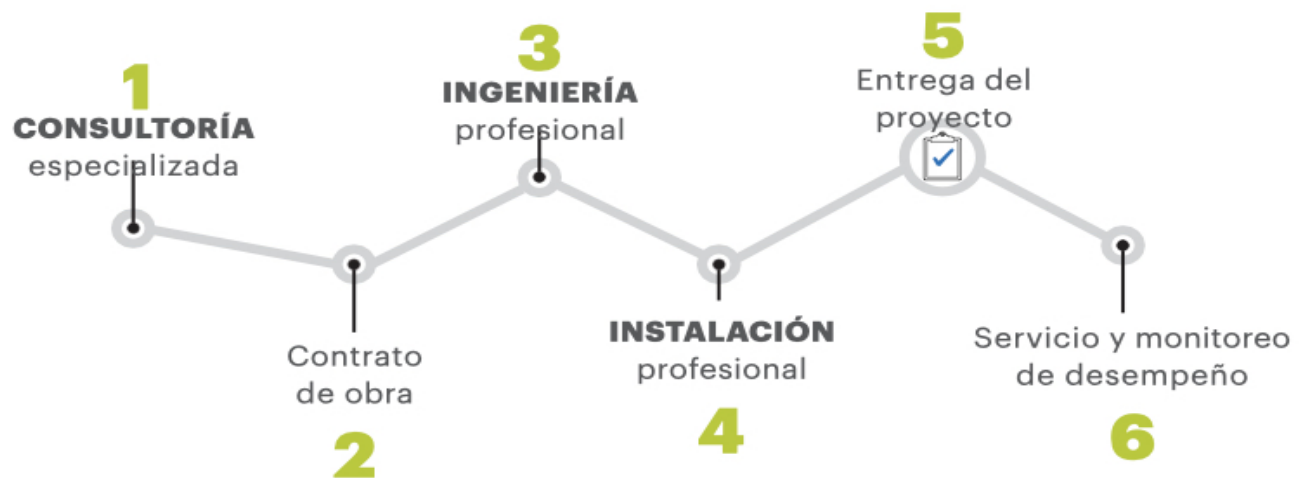 1
CONSULTORÍA
especializada
Contrato
de obra
2
3
INGENIERÍA
profesional
INSTALACIÓN
profesional
4
5
Entrega del
proyecto
Servicio y monitoreo
de desempeño
6